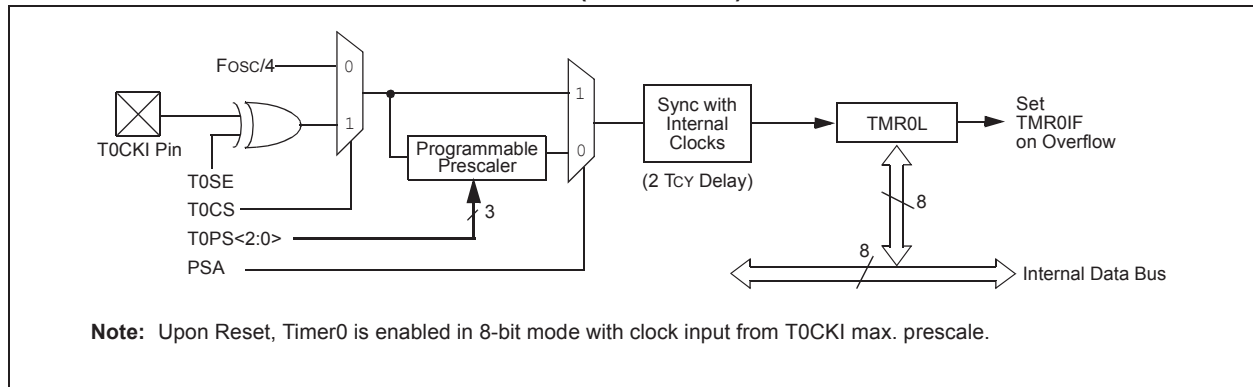 Fosc/4
0
1
T0CKI Pin
T0SE
T0CS
T0PS<2:0>
PSA
Programmable
Prescaler
3
1
0
Sync with
Internal
Clocks
(2 TCY Delay)
TMR0L
Set
TMR0IF
on Overflow
8
8
Internal Data Bus
Note: Upon Reset, Timer0 is enabled in 8-bit mode with clock input from T0CKI max. prescale.